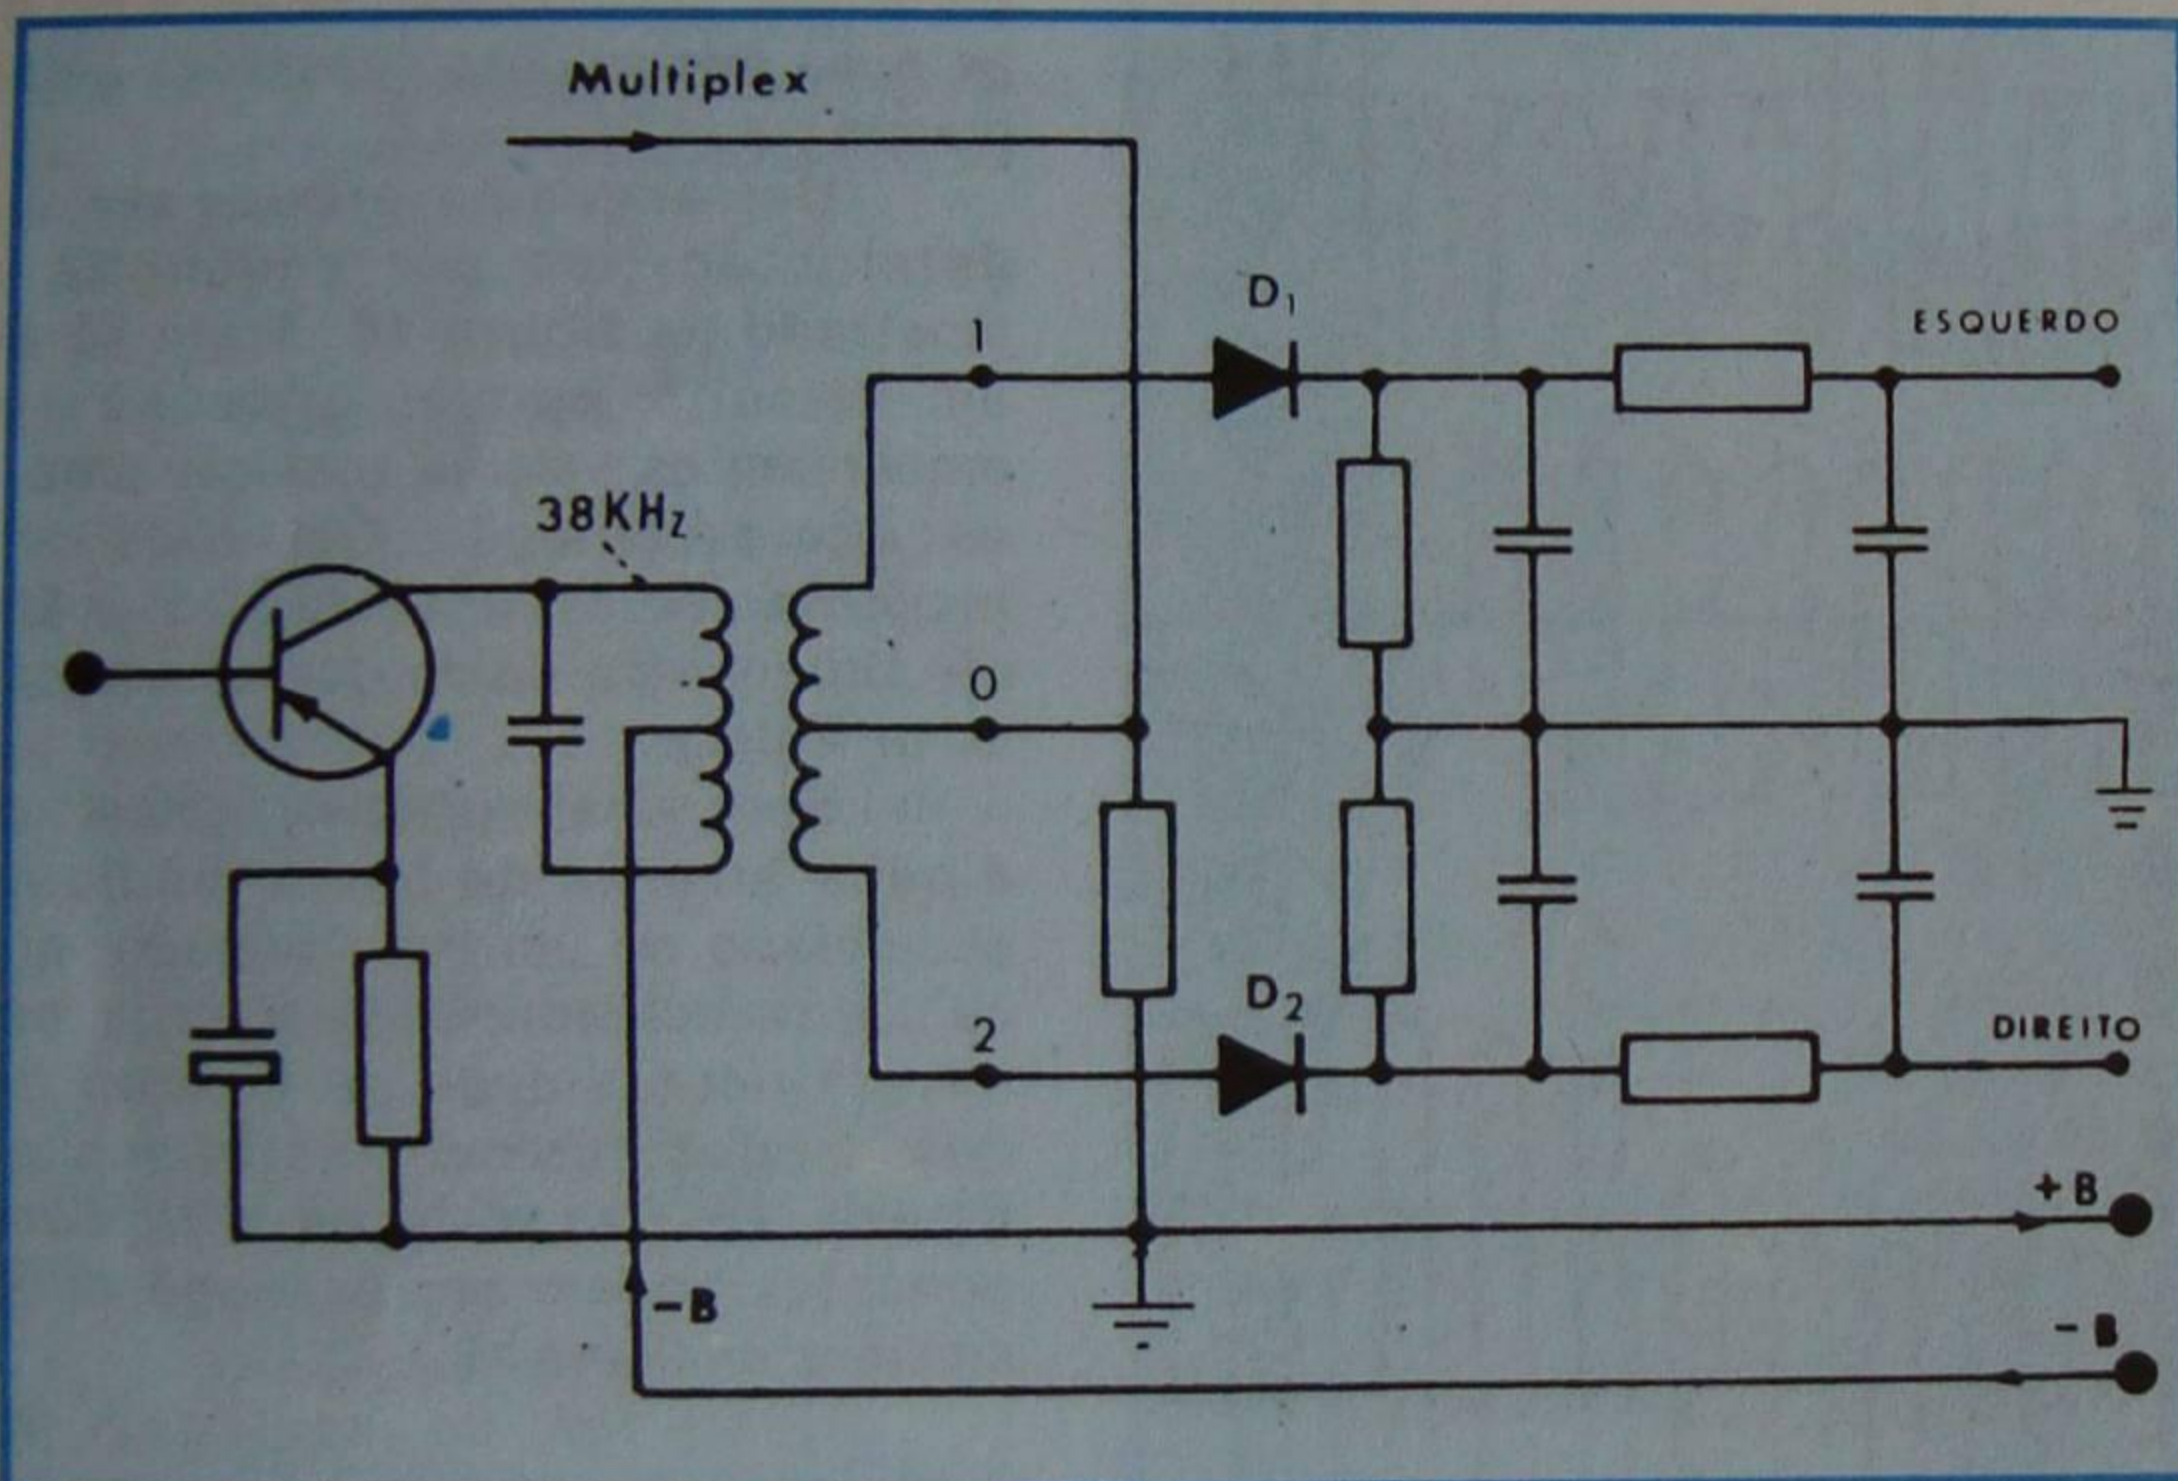 Multiplex
D₁
ESQUERDO
1
38KHz
0
D₂
2
DIREITO
+B
-B
-B